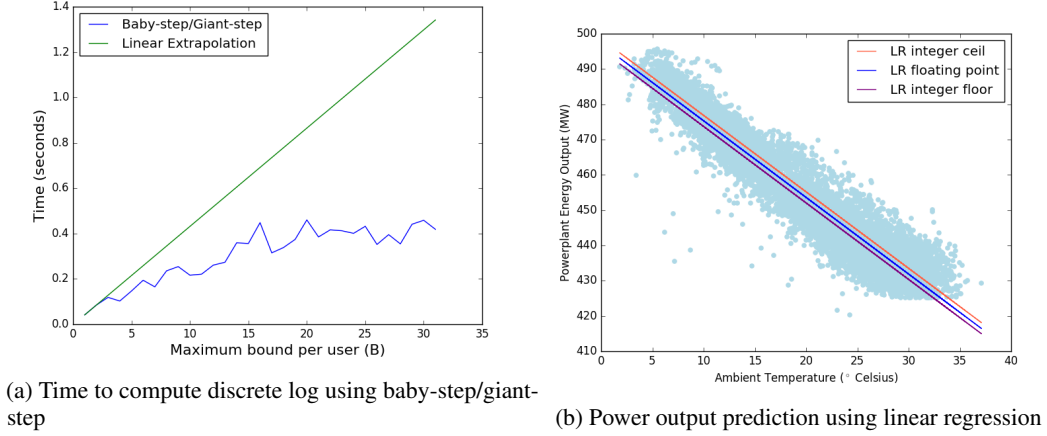 1.4
1.2
1.0
0.8
0.6
0.4
0.2
0.0
Time (seconds)
Baby-step/Giant-step
Linear Extrapolation
0 5 10 15 20 25 30 35
Maximum bound per user (B)
(a) Time to compute discrete log using baby-step/giant-
step
500
490
480
470
460
450
440
430
420
410
Powerplant Energy Output (MW)
LR integer ceil
LR floating point
LR integer floor
0 5 10 15 20 25 30 35 40
Ambient Temperature (° Celsius)
(b) Power output prediction using linear regression